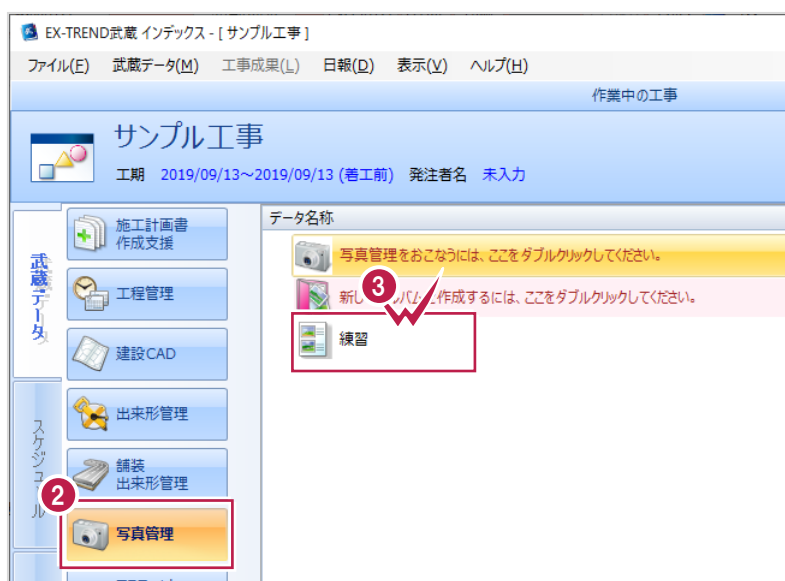 EX-TREND武蔵 インデックス - [ サンプル工事 ]
ファイル(F) 武蔵データ(M) 工事成果(L) 日報(D) 表示(V) ヘルプ(H)
作業中の工事
サンプル工事
工期 2019/09/13～2019/09/13 (着工前) 発注者名 未入力
武蔵データ
スケジュール
施工計画書
作成支援
工程管理
建設CAD
出来形管理
舗装
出来形管理
2
写真管理
データ名称
写真管理をおこなうには、ここをダブルクリックしてください。
3
作成するには、ここをダブルクリックしてください。
練習